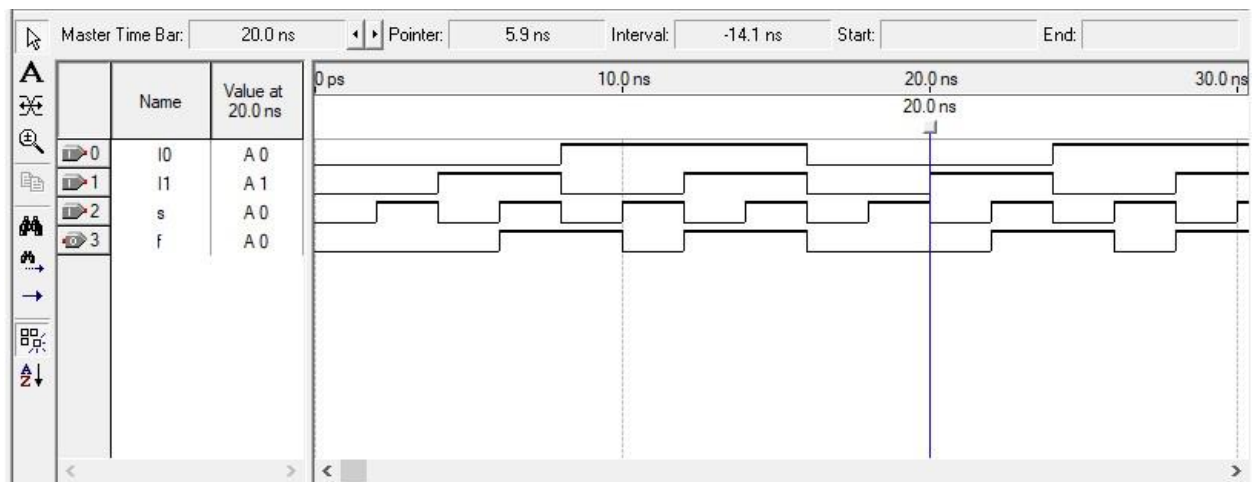 Master Time Bar: 20.0 ns Pointer: 5.9 ns Interval: -14.1 ns Start: End:
A
Name
Value at
20.0 ns
0 ps 10.0 ns 20.0 ns 30.0 ns
20.0 ns
0 I0 A 0
1 I1 A 1
2 s A 0
3 f A 0
A
Z